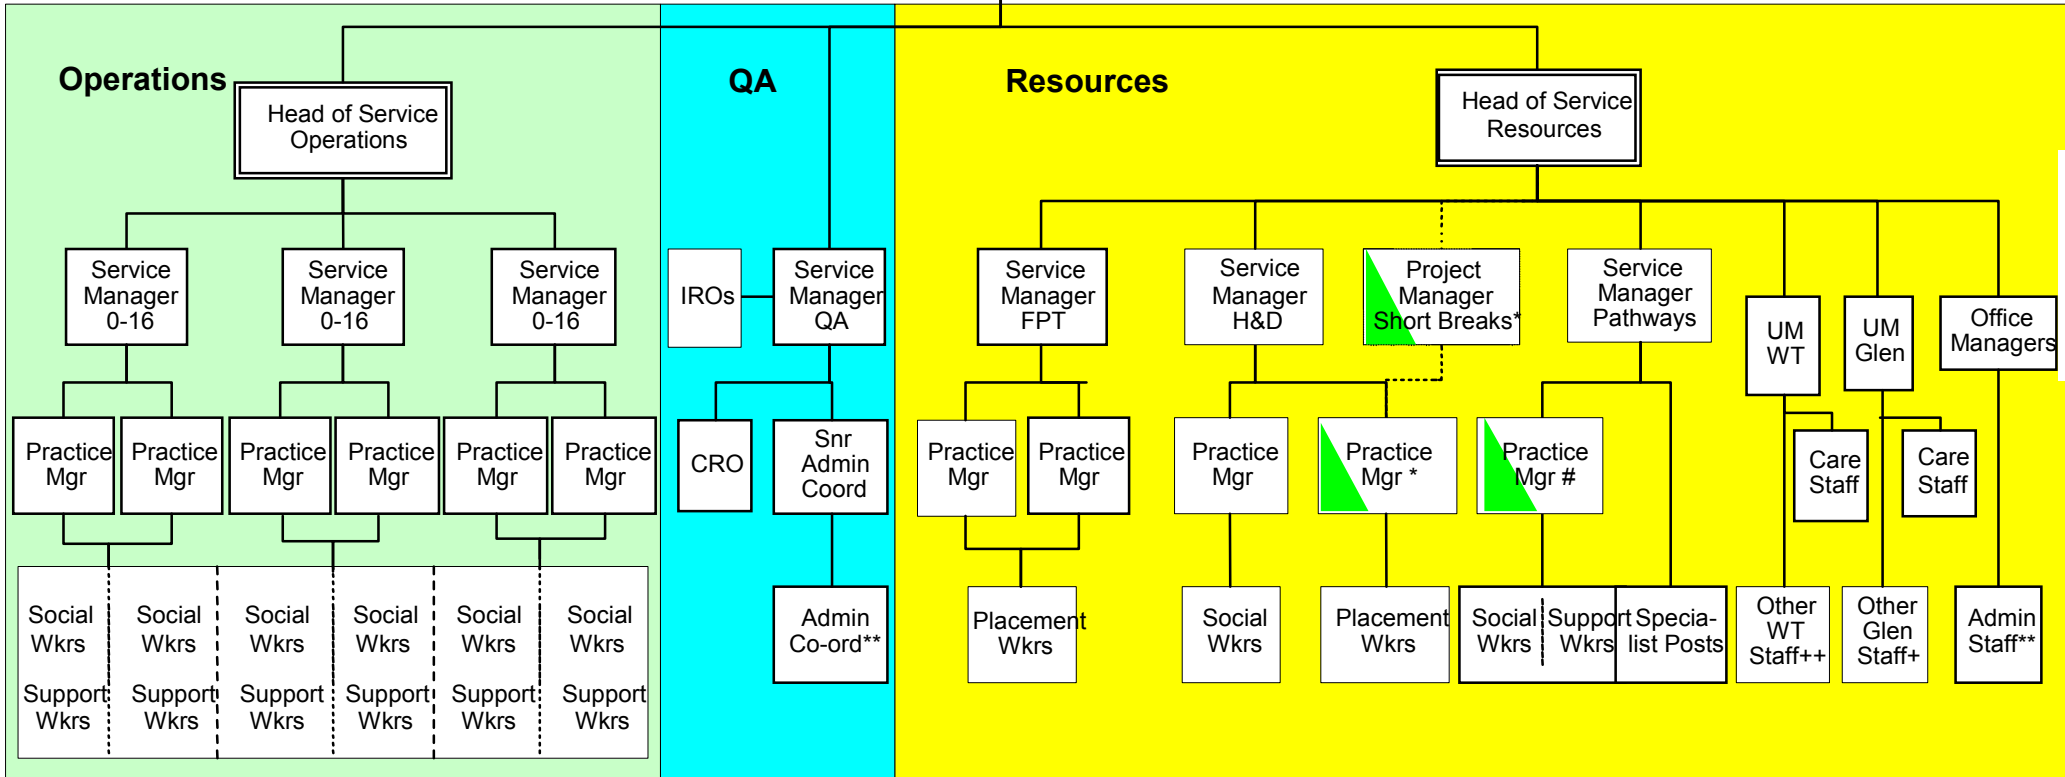 Operations
QA
Resources
Head of Service
Operations
Head of Service
Resources
Service
Manager
0-16
Service
Manager
0-16
Service
Manager
0-16
IROs
Service
Manager
QA
Service
Manager
FPT
Service
Manager
H&D
Project
Manager
Short Breaks*
Service
Manager
Pathways
UM
WT
UM
Glen
Office
Managers
Practice
Mgr
Practice
Mgr
Practice
Mgr
Practice
Mgr
Practice
Mgr
Practice
Mgr
CRO
Snr
Admin
Coord
Practice
Mgr
Practice
Mgr
Practice
Mgr
Practice
Mgr *
Practice
Mgr #
Care
Staff
Care
Staff
Social
Wkrs
Social
Wkrs
Social
Wkrs
Social
Wkrs
Social
Wkrs
Social
Wkrs
Support
Wkrs
Support
Wkrs
Support
Wkrs
Support
Wkrs
Support
Wkrs
Support
Wkrs
Admin
Co-ord**
Placement
Wkrs
Social
Wkrs
Placement
Wkrs
Social
Wkrs
Support
Wkrs
Specia-
list Posts
Other
WT
Staff++
Other
Glen
Staff+
Admin
Staff**